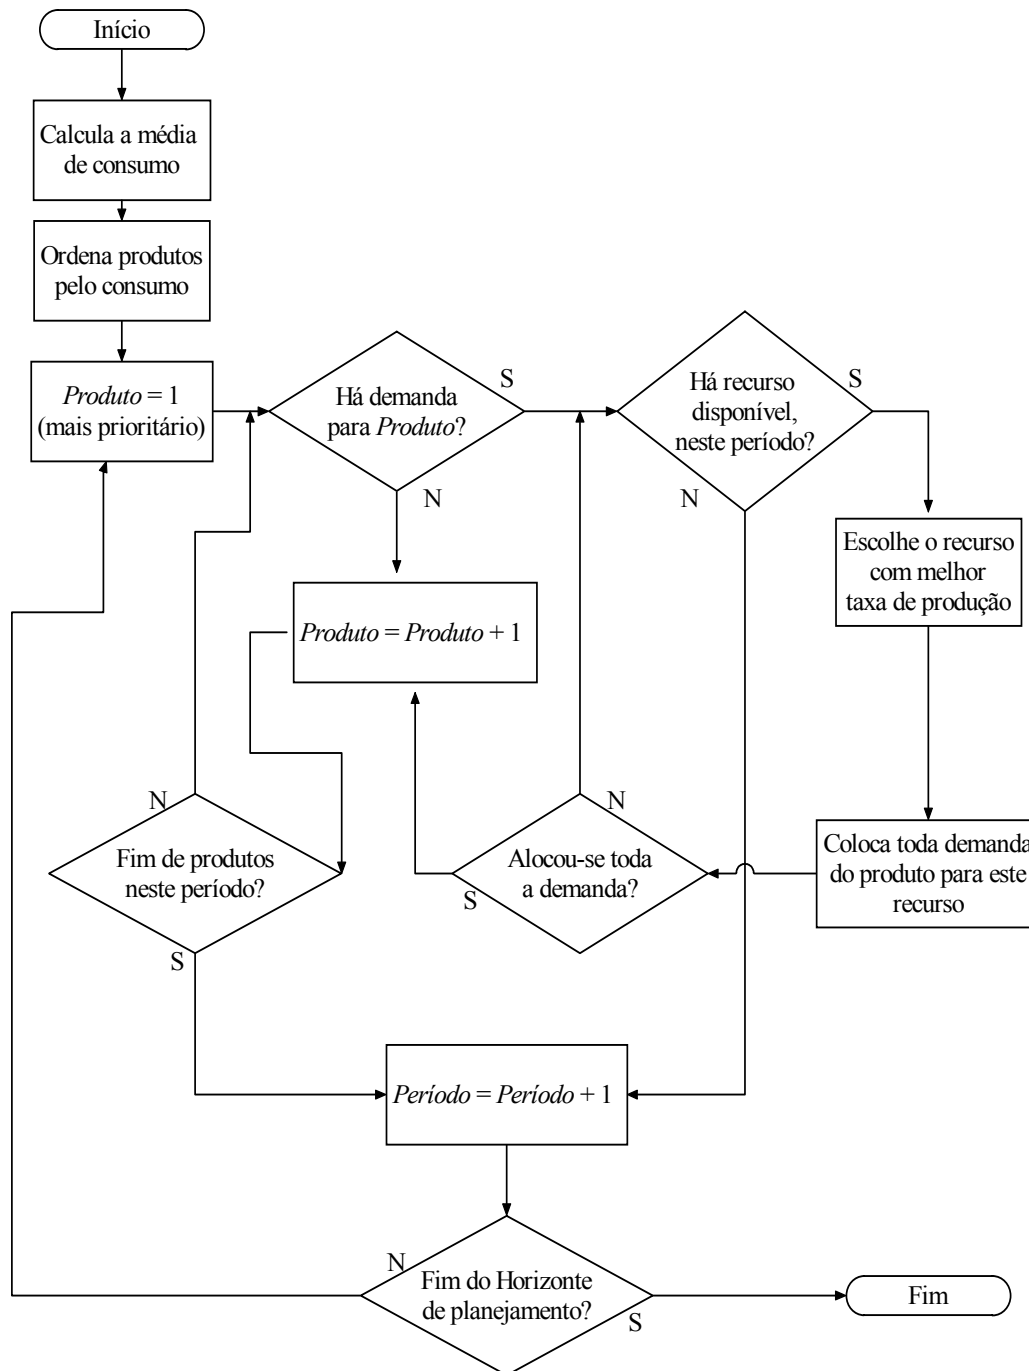 Início
Calcula a média
de consumo
Ordena produtos
pelo consumo
Produto = 1
(mais prioritário)
Há demanda
para Produto?
S
N
Há recurso
disponível,
neste período?
S
N
Escolhe o recurso
com melhor
taxa de produção
Produto = Produto + 1
Coloca toda demanda
do produto para este
recurso
Alocou-se toda
a demanda?
N
S
Fim de produtos
neste período?
N
S
Período = Período + 1
Fim do Horizonte
de planejamento?
N
S
Fim